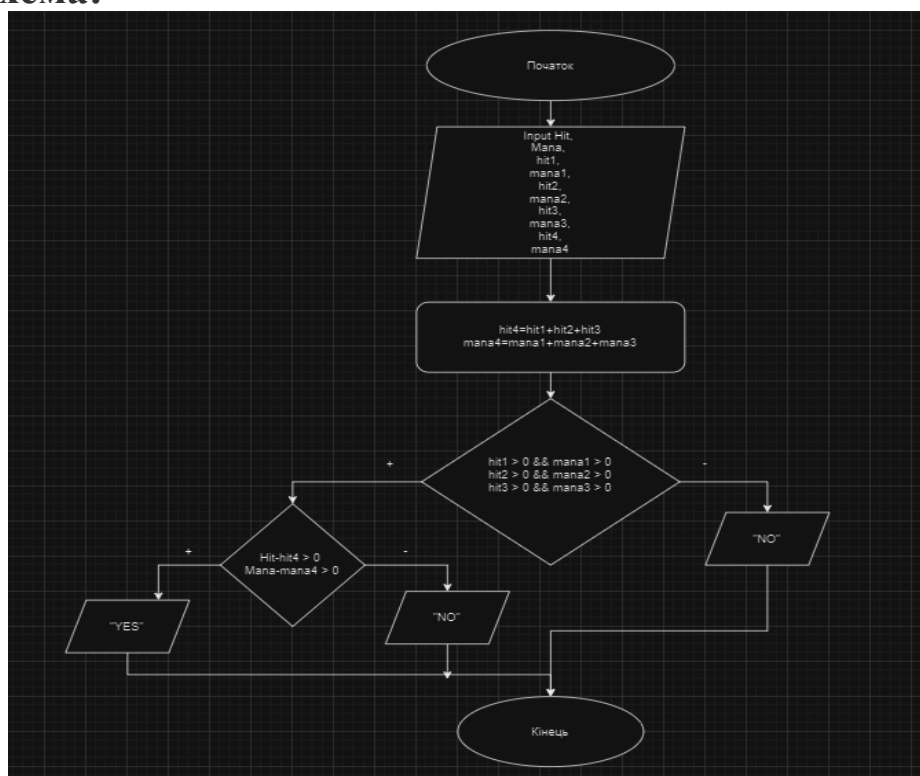 Початок
Input Hit,
Mana,
hit1,
mana1,
hit2,
mana2,
hit3,
mana3,
hit4,
mana4
hit4=hit1+hit2+hit3
mana4=mana1+mana2+mana3
hit1 > 0 && mana1 > 0
hit2 > 0 && mana2 > 0
hit3 > 0 && mana3 > 0
+
-
"NO"
Hit-hit4 > 0
Mana-mana4 > 0
+
-
"YES"
"NO"
Кінець